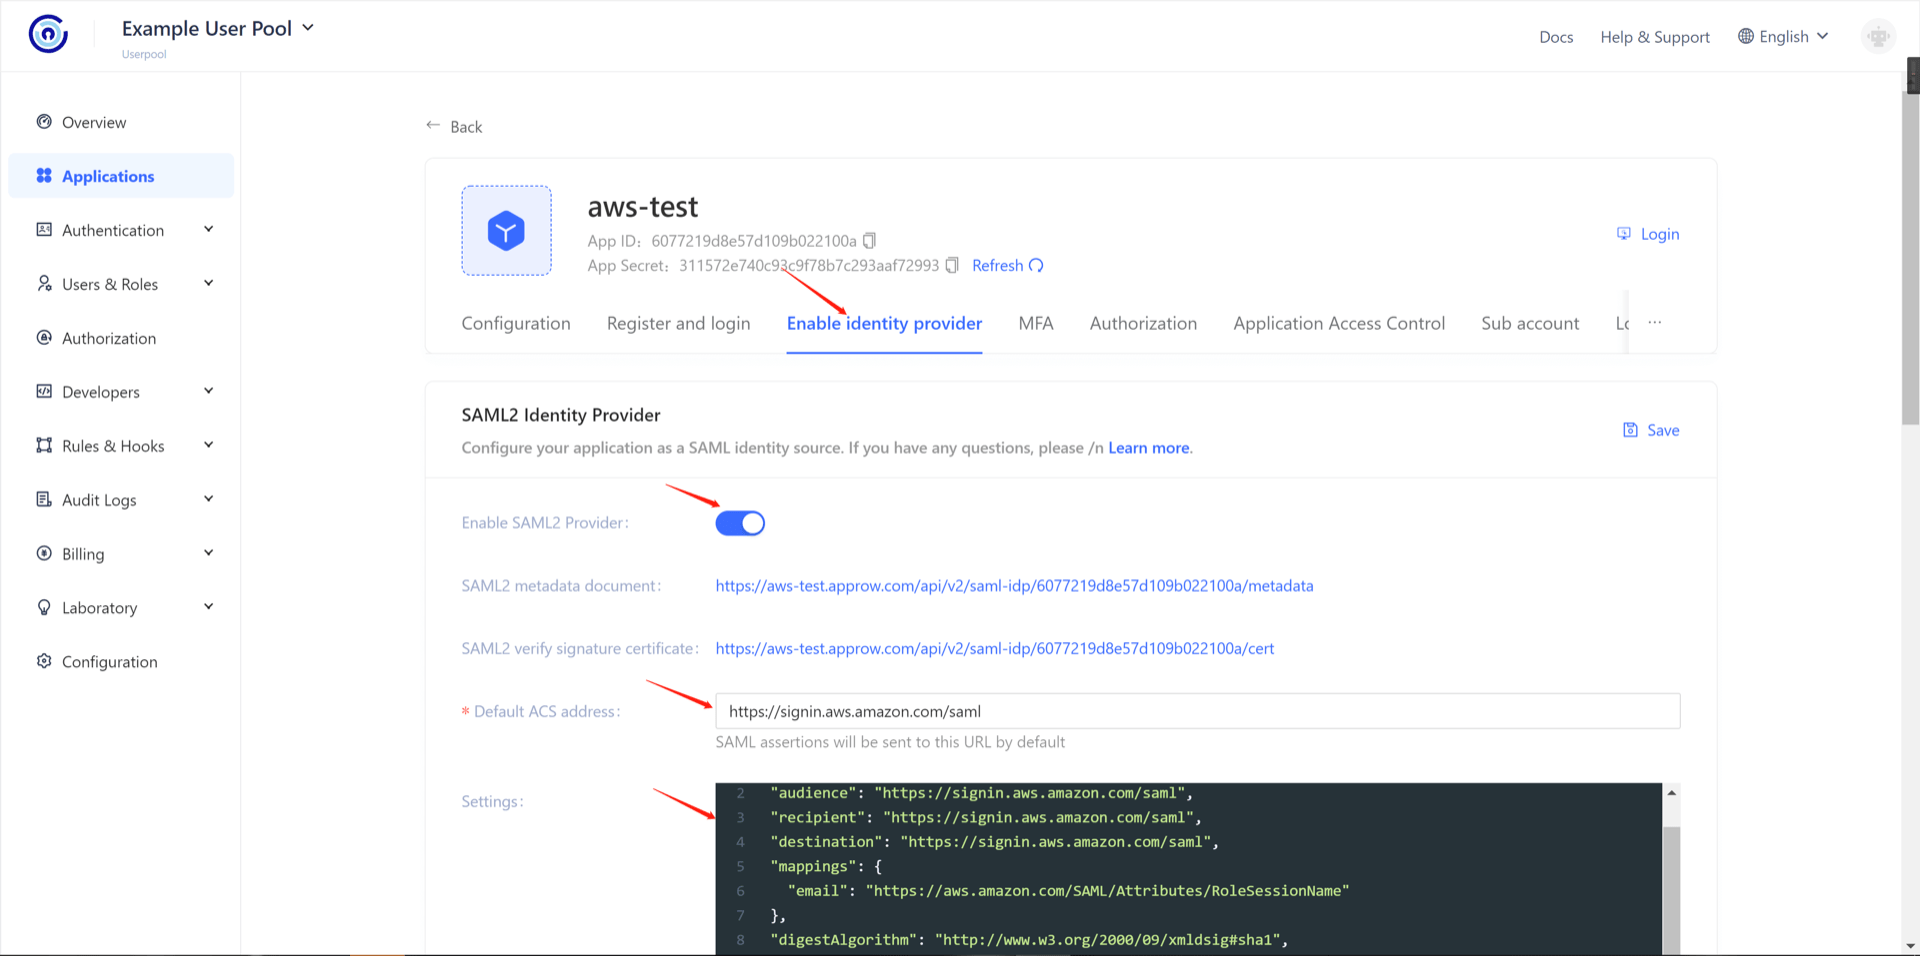 Example User Pool
Userpool
Docs
Help & Support
English
Overview
Applications
Authentication
Users & Roles
Authorization
Developers
Rules & Hooks
Audit Logs
Billing
Laboratory
Configuration
Back
aws-test
App ID: 6077219d8e57d109b022100a
App Secret: 311572e740c93c9f78b7c293aaf72993 Refresh
Login
Configuration Register and login Enable identity provider MFA Authorization Application Access Control Sub account ...
SAML2 Identity Provider
Configure your application as a SAML identity source. If you have any questions, please /n Learn more.
Save
Enable SAML2 Provider:
SAML2 metadata document: https://aws-test.approw.com/api/v2/saml-idp/6077219d8e57d109b022100a/metadata
SAML2 verify signature certificate: https://aws-test.approw.com/api/v2/saml-idp/6077219d8e57d109b022100a/cert
* Default ACS address: https://signin.aws.amazon.com/saml
SAML assertions will be sent to this URL by default
Settings:
2 "audience": "https://signin.aws.amazon.com/saml",
3 "recipient": "https://signin.aws.amazon.com/saml",
4 "destination": "https://signin.aws.amazon.com/saml",
5 "mappings": {
6 "email": "https://aws.amazon.com/SAML/Attributes/RoleSessionName"
7 },
8 "digestAlgorithm": "http://www.w3.org/2000/09/xmldsig#sha1",